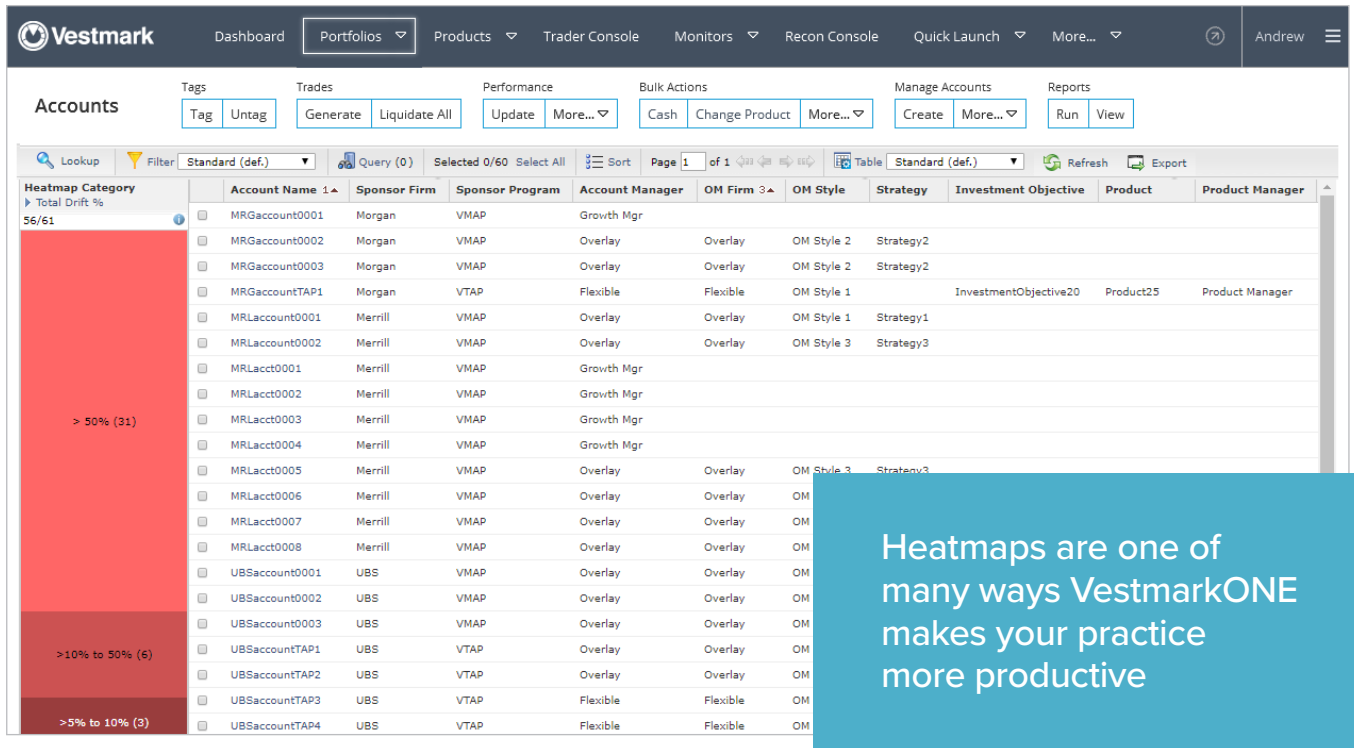 Vestmark Dashboard Portfolios Products Trader Console Monitors Recon Console Quick Launch More... Andrew
Accounts
Tags Trades Performance Bulk Actions Manage Accounts Reports
Tag Untag Generate Liquidate All Update More... Cash Change Product More... Create More... Run View
Lookup Filter Standard (def.) Query (0) Selected 0/60 Select All Sort Page 1 of 1 Table Standard (def.) Refresh Export
Heatmap Category
Total Drift %
56/61
> 50% (31)
>10% to 50% (6)
>5% to 10% (3)
Account Name 1 Sponsor Firm Sponsor Program Account Manager OM Firm 3 OM Style Strategy Investment Objective Product Product Manager
MRGaccount0001 Morgan VMAP Growth Mgr
MRGaccount0002 Morgan VMAP Overlay Overlay OM Style 2 Strategy2
MRGaccount0003 Morgan VMAP Overlay Overlay OM Style 2 Strategy2
MRGaccountTAP1 Morgan VTAP Flexible Flexible OM Style 1 InvestmentObjective20 Product25 Product Manager
MRLaccount0001 Merrill VMAP Overlay Overlay OM Style 1 Strategy1
MRLaccount0002 Merrill VMAP Overlay Overlay OM Style 3 Strategy3
MRLacct0001 Merrill VMAP Growth Mgr
MRLacct0002 Merrill VMAP Growth Mgr
MRLacct0003 Merrill VMAP Growth Mgr
MRLacct0004 Merrill VMAP Growth Mgr
MRLacct0005 Merrill VMAP Overlay Overlay OM Style 3 Strategy3
MRLacct0006 Merrill VMAP Overlay Overlay OM
MRLacct0007 Merrill VMAP Overlay Overlay OM
MRLacct0008 Merrill VMAP Overlay Overlay OM
UBSaccount0001 UBS VMAP Overlay Overlay OM
UBSaccount0002 UBS VMAP Overlay Overlay OM
UBSaccount0003 UBS VMAP Overlay Overlay OM
UBSaccountTAP1 UBS VTAP Overlay Overlay OM
UBSaccountTAP2 UBS VTAP Overlay Overlay OM
UBSaccountTAP3 UBS VTAP Flexible Flexible OM
UBSaccountTAP4 UBS VTAP Flexible Flexible OM
Heatmaps are one of
many ways VestmarkONE
makes your practice
more productive